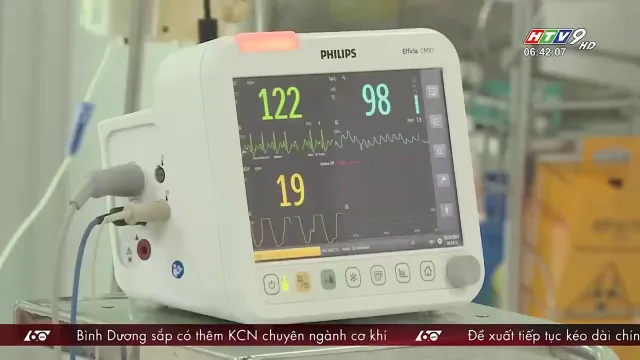 HTV9 HD
06:42:07
PHILIPS
Efficia CM10
122
98
19
Bình Dương sắp có thêm KCN chuyên ngành cơ khí
Đề xuất tiếp tục kéo dài chín